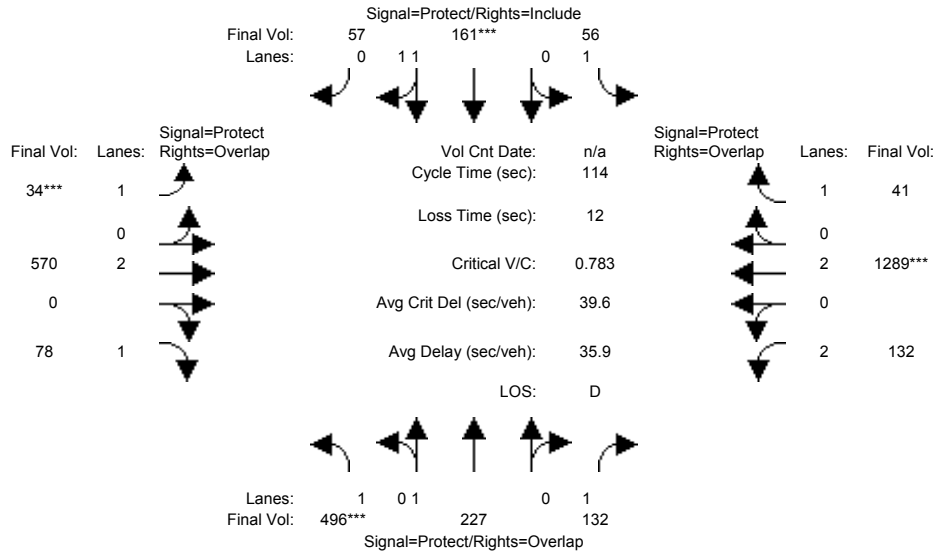 Signal=Protect/Rights=Include
Final Vol: 57 161*** 56
Lanes: 0 1 1 0 1
Signal=Protect Signal=Protect
Final Vol: Lanes: Rights=Overlap Vol Cnt Date: n/a Rights=Overlap Lanes: Final Vol:
Cycle Time (sec): 114
34*** 1 1 41
Loss Time (sec): 12
0 0
570 2 Critical V/C: 0.783 2 1289***
0 Avg Crit Del (sec/veh): 39.6 0
78 1 Avg Delay (sec/veh): 35.9 2 132
LOS: D
Lanes: 1 0 1 0 1
Final Vol: 496*** 227 132
Signal=Protect/Rights=Overlap